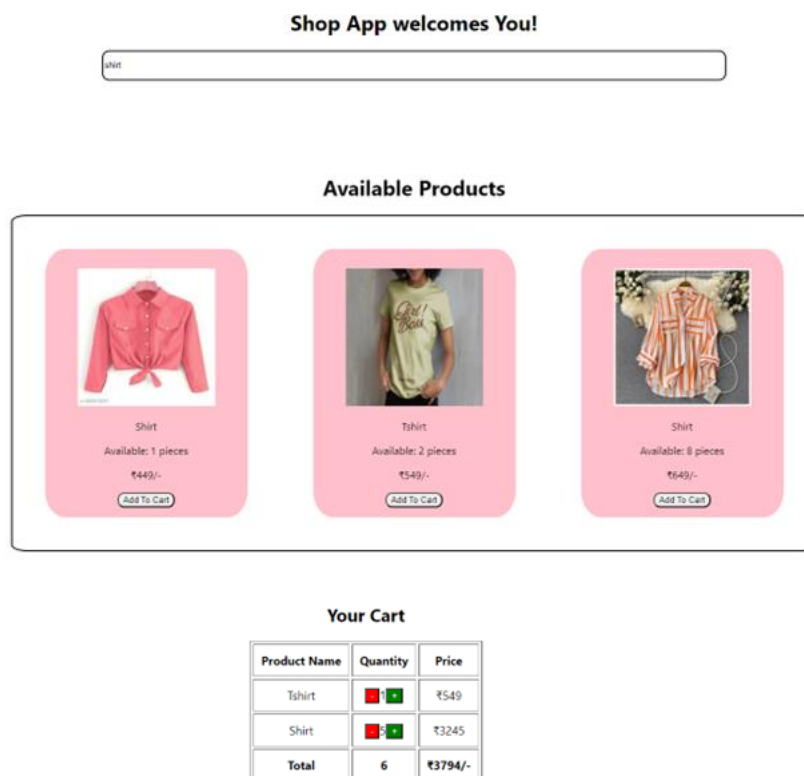 Shop App welcomes You!
shirt
Available Products
Girl!
Boss
Shirt Tshirt Shirt
Available: 1 pieces Available: 2 pieces Available: 8 pieces
₹449/- ₹549/- ₹649/-
Add To Cart Add To Cart Add To Cart
Your Cart
Product Name Quantity Price
Tshirt - 1 + ₹549
Shirt - 5 + ₹3245
Total 6 ₹3794/-